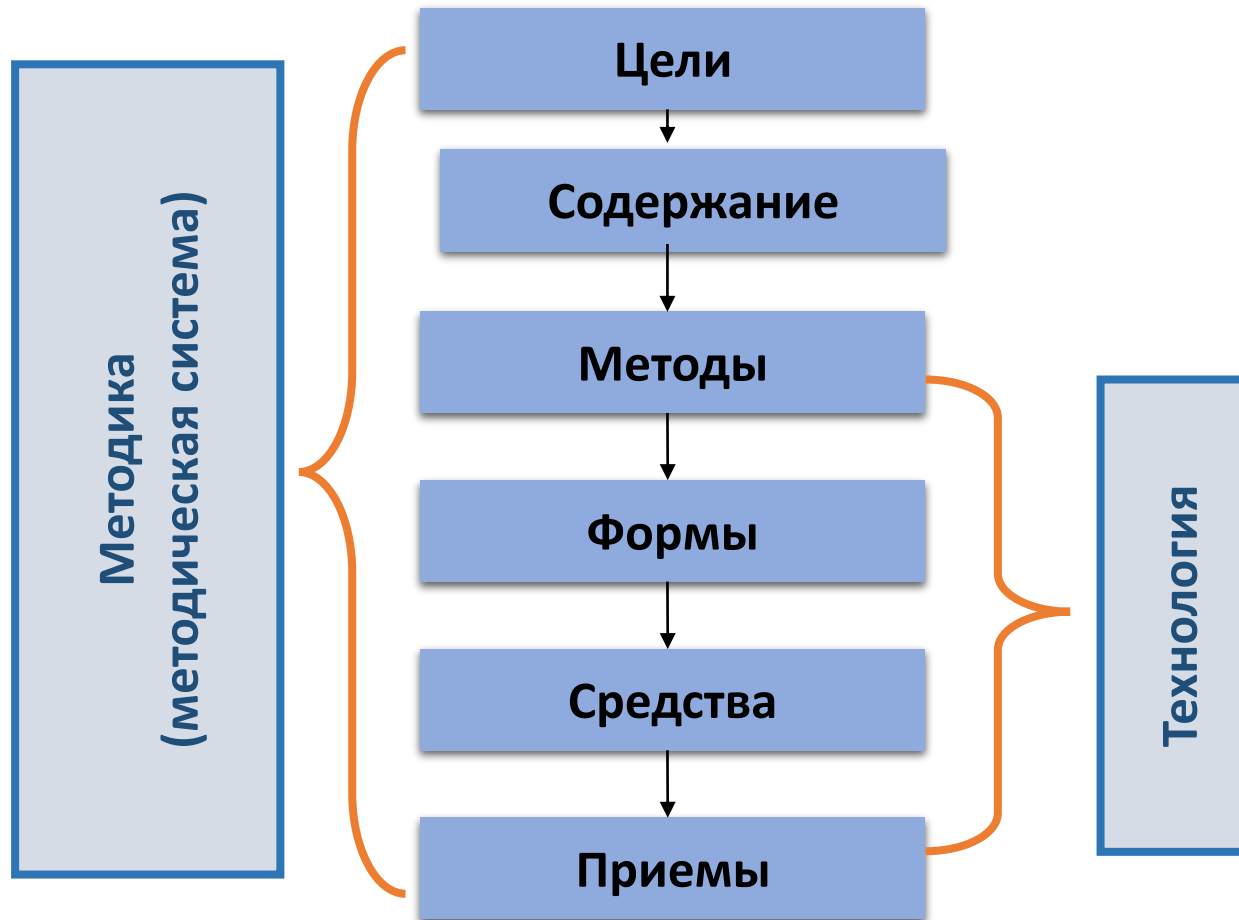 Методика
(методическая система)
Цели
Содержание
Методы
Формы
Средства
Приемы
Технология